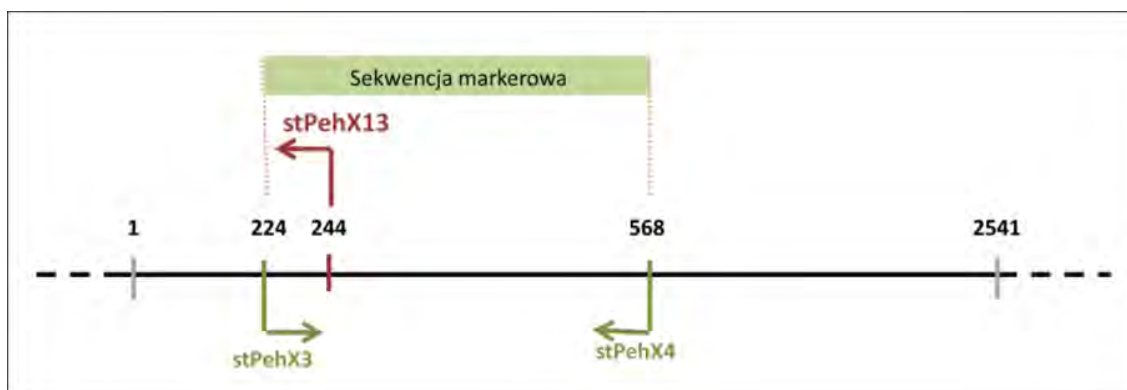 Sekwencja markerowa
stPehX13
1 224 244 568 2541
stPehX3
stPehX4